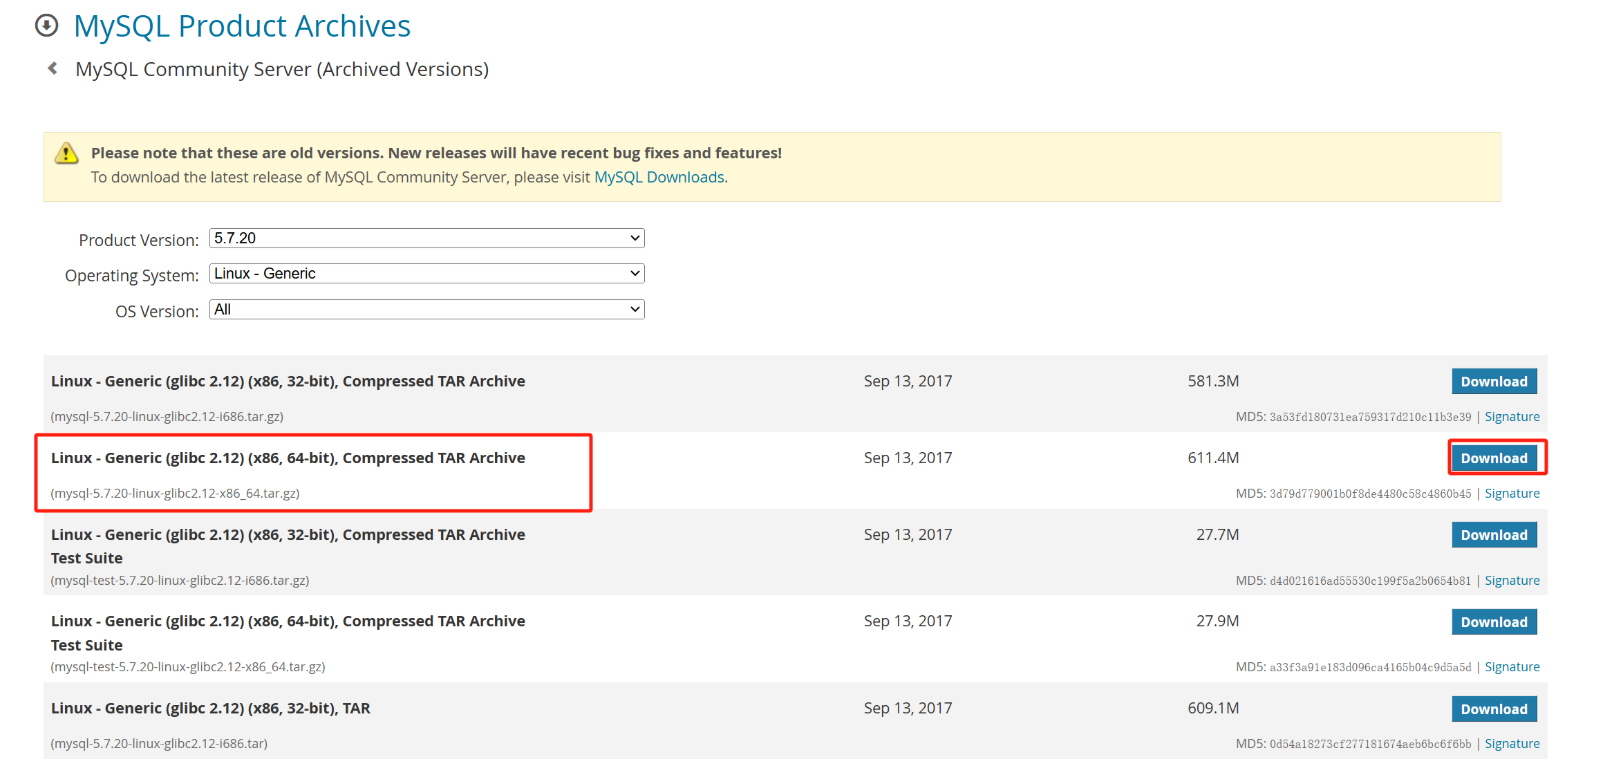 MySQL Product Archives
MySQL Community Server (Archived Versions)
Please note that these are old versions. New releases will have recent bug fixes and features!
To download the latest release of MySQL Community Server, please visit MySQL Downloads.
Product Version: 5.7.20
Operating System: Linux - Generic
OS Version: All
Linux - Generic (glibc 2.12) (x86, 32-bit), Compressed TAR Archive Sep 13, 2017 581.3M Download
(mysql-5.7.20-linux-glibc2.12-i686.tar.gz) MD5: 3a53fd180731ea759317d210c11b3e39 | Signature
Linux - Generic (glibc 2.12) (x86, 64-bit), Compressed TAR Archive Sep 13, 2017 611.4M Download
(mysql-5.7.20-linux-glibc2.12-x86_64.tar.gz) MD5: 3d79d779001b0f8de4480c58c4860b45 | Signature
Linux - Generic (glibc 2.12) (x86, 32-bit), Compressed TAR Archive Sep 13, 2017 27.7M Download
Test Suite
(mysql-test-5.7.20-linux-glibc2.12-i686.tar.gz) MD5: d4d021616ad55530c199f5a2b0654b81 | Signature
Linux - Generic (glibc 2.12) (x86, 64-bit), Compressed TAR Archive Sep 13, 2017 27.9M Download
Test Suite
(mysql-test-5.7.20-linux-glibc2.12-x86_64.tar.gz) MD5: a33f3a91e183d096ca4165b04c9d5a5d | Signature
Linux - Generic (glibc 2.12) (x86, 32-bit), TAR Sep 13, 2017 609.1M Download
(mysql-5.7.20-linux-glibc2.12-i686.tar) MD5: 0d54a18273cf277181674aeb6bc6f6bb | Signature